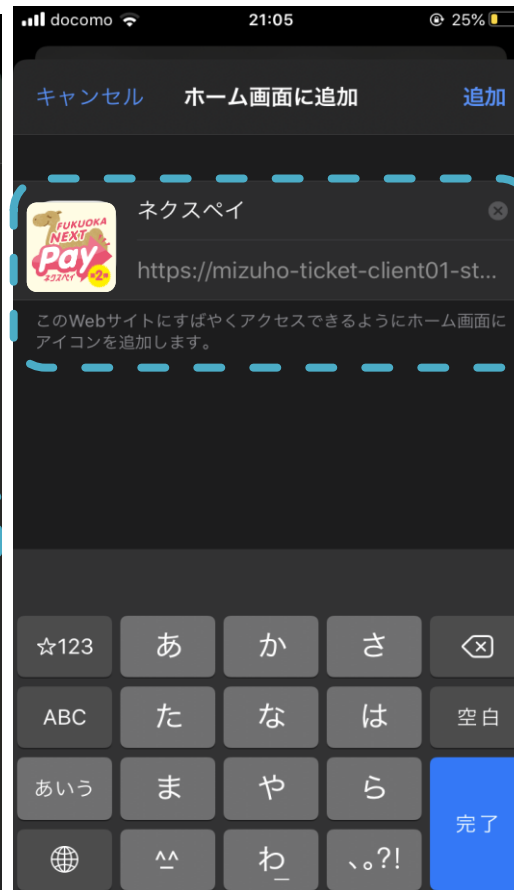 docomo 21:05 25%
キャンセル ホーム画面に追加 追加
FUKUOKA
NEXT
Pay
ネクスペイ 第2弾
ネクスペイ
https://mizuho-ticket-client01-st...
このWebサイトにすばやくアクセスできるようにホーム画面に
アイコンを追加します。
☆123 あ か さ
ABC た な は 空白
あいう ま や ら
完了
^^ わ_ 、。?!